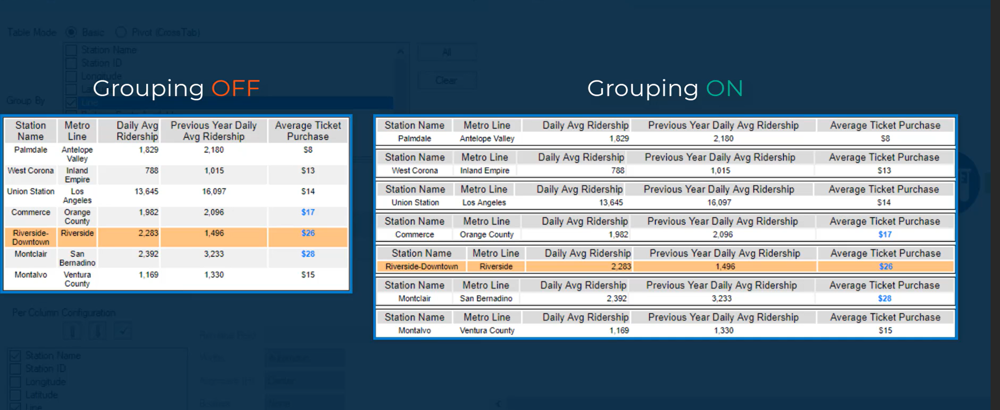 Table Mode Basic Pivot (CrossTab)
Station Name
Station ID
Longitude
All
Clear
Group By
Line
Grouping OFF
Station Name Metro Line Daily Avg Ridership Previous Year Daily Avg Ridership Average Ticket Purchase
Palmdale Antelope Valley 1,829 2,180 $8
West Corona Inland Empire 788 1,015 $13
Union Station Los Angeles 13,645 16,097 $14
Commerce Orange County 1,982 2,096 $17
Riverside-Downtown Riverside 2,283 1,496 $26
Montclair San Bernadino 2,392 3,233 $28
Montalvo Ventura County 1,169 1,330 $15
Grouping ON
Station Name Metro Line Daily Avg Ridership Previous Year Daily Avg Ridership Average Ticket Purchase
Palmdale Antelope Valley 1,829 2,180 $8
Station Name Metro Line Daily Avg Ridership Previous Year Daily Avg Ridership Average Ticket Purchase
West Corona Inland Empire 788 1,015 $13
Station Name Metro Line Daily Avg Ridership Previous Year Daily Avg Ridership Average Ticket Purchase
Union Station Los Angeles 13,645 16,097 $14
Station Name Metro Line Daily Avg Ridership Previous Year Daily Avg Ridership Average Ticket Purchase
Commerce Orange County 1,982 2,096 $17
Station Name Metro Line Daily Avg Ridership Previous Year Daily Avg Ridership Average Ticket Purchase
Riverside-Downtown Riverside 2,283 1,496 $26
Station Name Metro Line Daily Avg Ridership Previous Year Daily Avg Ridership Average Ticket Purchase
Montclair San Bernadino 2,392 3,233 $28
Station Name Metro Line Daily Avg Ridership Previous Year Daily Avg Ridership Average Ticket Purchase
Montalvo Ventura County 1,169 1,330 $15
Per Column Configuration
Station Name
Station ID
Longitude
Latitude
Line
Center